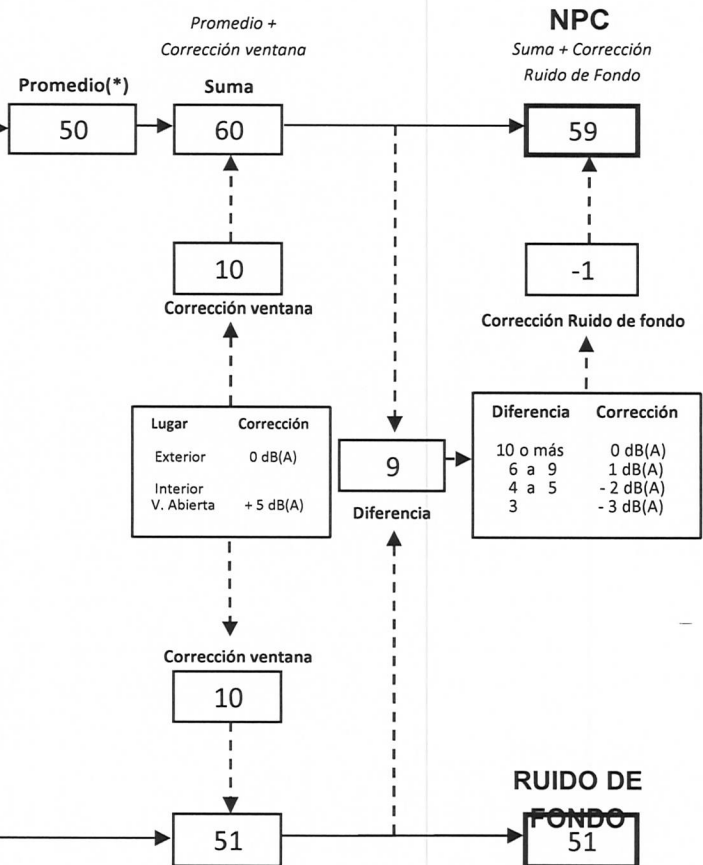 Promedio +
Corrección ventana
NPC
Suma + Corrección
Ruido de Fondo
Promedio(*)
Suma
50
60
59
10
-1
Corrección ventana
Corrección Ruido de fondo
Lugar Corrección
Exterior 0 dB(A)
Interior
V. Abierta + 5 dB(A)
9
Diferencia
Diferencia Corrección
10 o más 0 dB(A)
6 a 9 1 dB(A)
4 a 5 - 2 dB(A)
3 - 3 dB(A)
Corrección ventana
10
RUIDO DE
FONDO
51
51